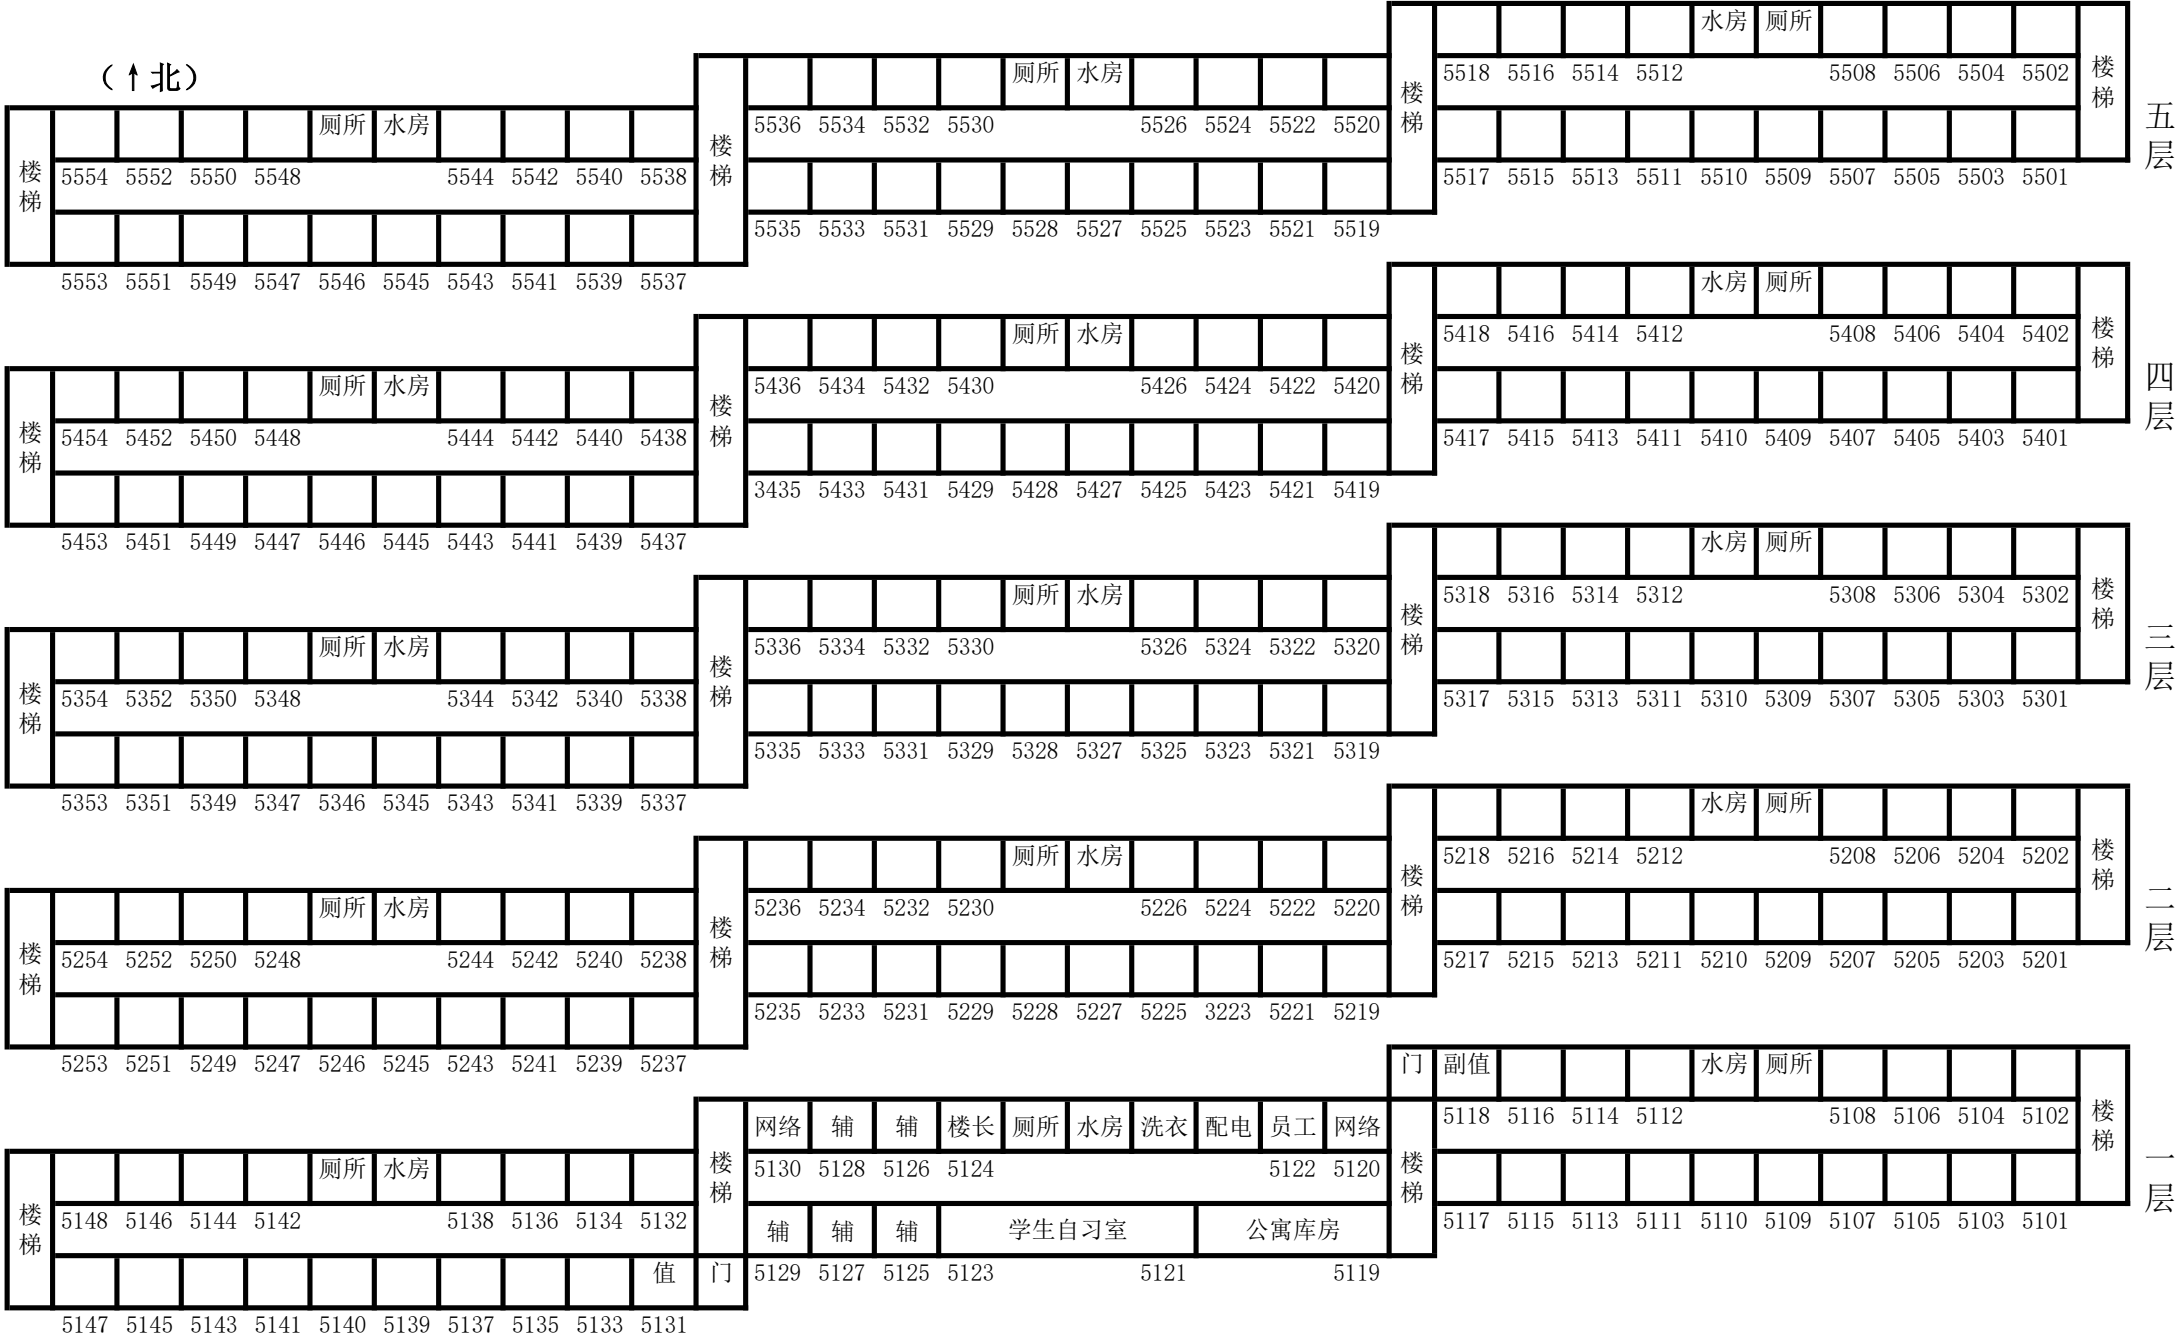 水房 厕所
5518 5516 5514 5512 5508 5506 5504 5502
楼梯
楼梯
5517 5515 5513 5511 5510 5509 5507 5505 5503 5501
五层
(↑北)
厕所 水房
5536 5534 5532 5530 5526 5524 5522 5520
楼梯
5535 5533 5531 5529 5528 5527 5525 5523 5521 5519
厕所 水房
楼梯
5554 5552 5550 5548 5544 5542 5540 5538
5553 5551 5549 5547 5546 5545 5543 5541 5539 5537
水房 厕所
5418 5416 5414 5412 5408 5406 5404 5402
楼梯
楼梯
5417 5415 5413 5411 5410 5409 5407 5405 5403 5401
四层
厕所 水房
5436 5434 5432 5430 5426 5424 5422 5420
楼梯
3435 5433 5431 5429 5428 5427 5425 5423 5421 5419
厕所 水房
楼梯
5454 5452 5450 5448 5444 5442 5440 5438
5453 5451 5449 5447 5446 5445 5443 5441 5439 5437
水房 厕所
5318 5316 5314 5312 5308 5306 5304 5302
楼梯
楼梯
5317 5315 5313 5311 5310 5309 5307 5305 5303 5301
三层
厕所 水房
5336 5334 5332 5330 5326 5324 5322 5320
楼梯
5335 5333 5331 5329 5328 5327 5325 5323 5321 5319
厕所 水房
楼梯
5354 5352 5350 5348 5344 5342 5340 5338
5353 5351 5349 5347 5346 5345 5343 5341 5339 5337
水房 厕所
5218 5216 5214 5212 5208 5206 5204 5202
楼梯
楼梯
5217 5215 5213 5211 5210 5209 5207 5205 5203 5201
二层
厕所 水房
5236 5234 5232 5230 5226 5224 5222 5220
楼梯
5235 5233 5231 5229 5228 5227 5225 3223 5221 5219
厕所 水房
楼梯
5254 5252 5250 5248 5244 5242 5240 5238
5253 5251 5249 5247 5246 5245 5243 5241 5239 5237
门 副值 水房 厕所
5118 5116 5114 5112 5108 5106 5104 5102
楼梯
楼梯
5117 5115 5113 5111 5110 5109 5107 5105 5103 5101
一层
网络 辅 辅 楼长 厕所 水房 洗衣 配电 员工 网络
5130 5128 5126 5124 5122 5120
楼梯
辅 辅 辅 学生自习室 公寓库房
5129 5127 5125 5123 5121 5119
厕所 水房
楼梯
5148 5146 5144 5142 5138 5136 5134 5132
值 门
5147 5145 5143 5141 5140 5139 5137 5135 5133 5131